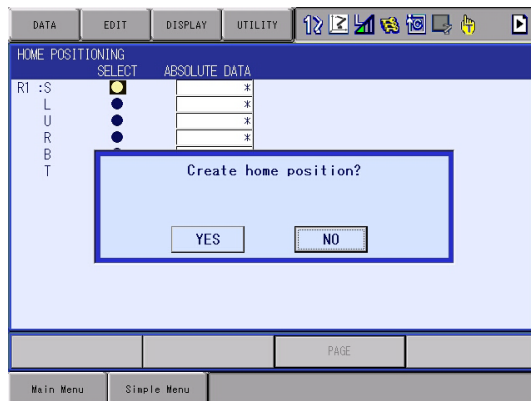 DATA EDIT DISPLAY UTILITY
HOME POSITIONING
SELECT ABSOLUTE DATA
R1 :S *
L *
U *
R *
B
T
Create home position?
YES NO
PAGE
Main Menu Simple Menu